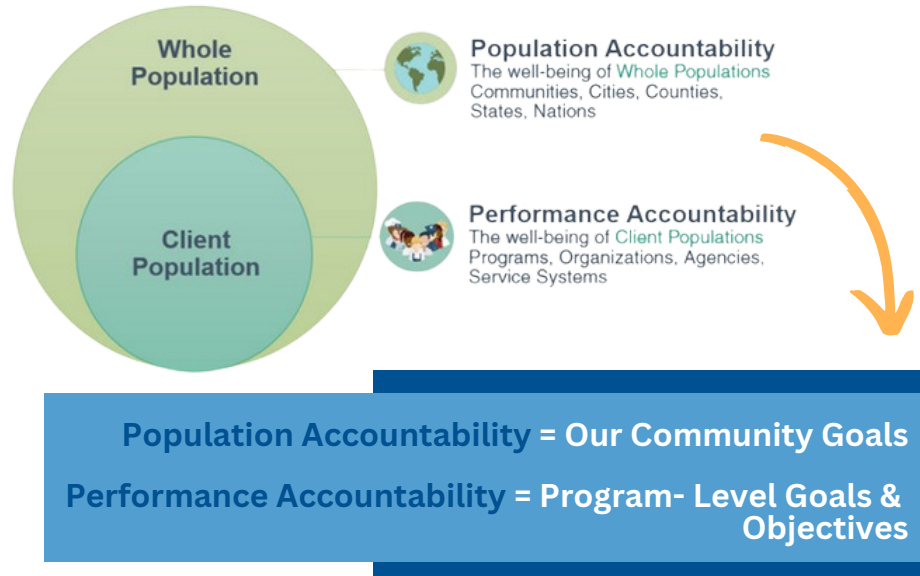 Whole
Population
Client
Population
Population Accountability
The well-being of Whole Populations
Communities, Cities, Counties,
States, Nations
Performance Accountability
The well-being of Client Populations
Programs, Organizations, Agencies,
Service Systems
Population Accountability = Our Community Goals
Performance Accountability = Program- Level Goals &
Objectives